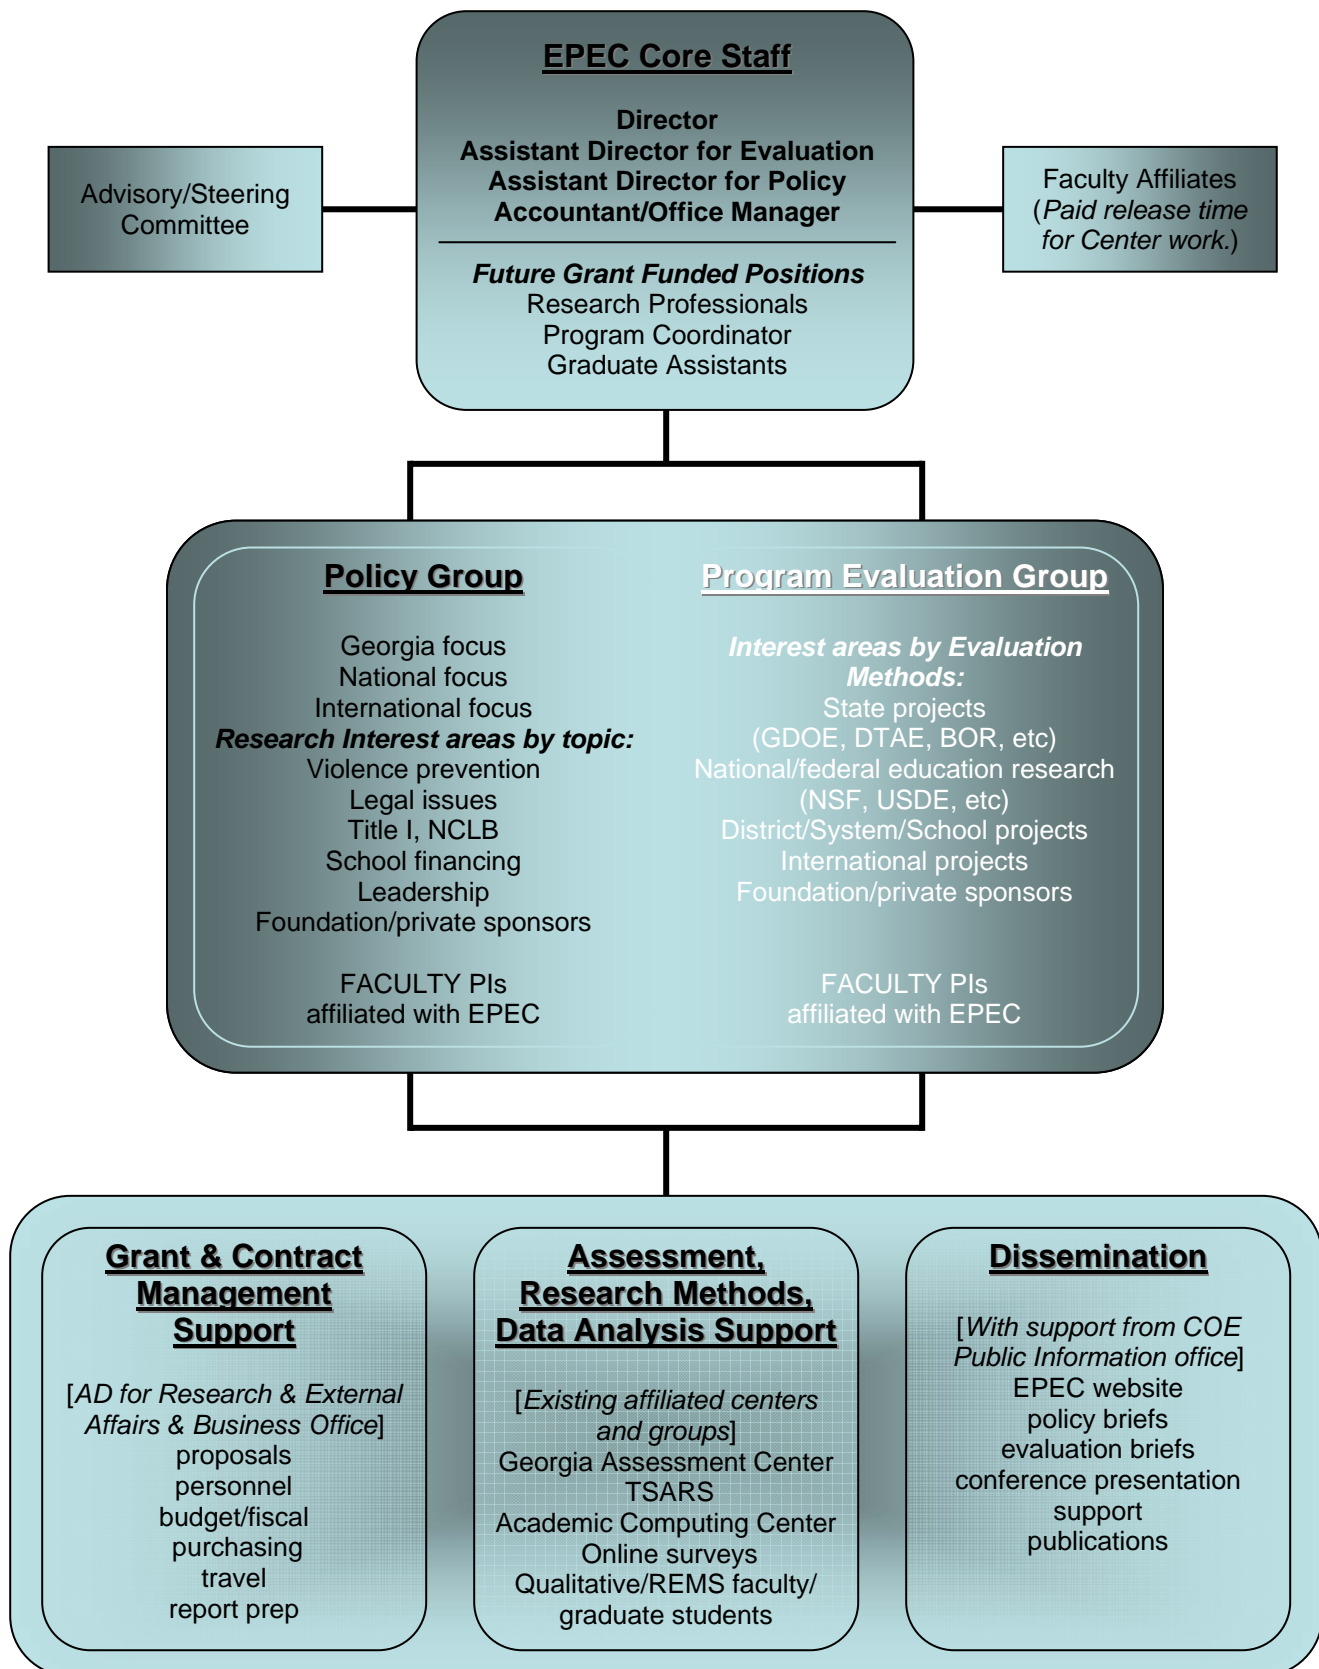 EPEC Core Staff
Director
Assistant Director for Evaluation
Assistant Director for Policy
Accountant/Office Manager
Future Grant Funded Positions
Research Professionals
Program Coordinator
Graduate Assistants
Advisory/Steering
Committee
Faculty Affiliates
(Paid release time
for Center work.)
Policy Group
Georgia focus
National focus
International focus
Research Interest areas by topic:
Violence prevention
Legal issues
Title I, NCLB
School financing
Leadership
Foundation/private sponsors
FACULTY PIs
affiliated with EPEC
Program Evaluation Group
Interest areas by Evaluation
Methods:
State projects
(GDOE, DTAE, BOR, etc)
National/federal education research
(NSF, USDE, etc)
District/System/School projects
International projects
Foundation/private sponsors
FACULTY PIs
affiliated with EPEC
Grant & Contract
Management
Support
[AD for Research & External
Affairs & Business Office]
proposals
personnel
budget/fiscal
purchasing
travel
report prep
Assessment,
Research Methods,
Data Analysis Support
[Existing affiliated centers
and groups]
Georgia Assessment Center
TSARS
Academic Computing Center
Online surveys
Qualitative/REMS faculty/
graduate students
Dissemination
[With support from COE
Public Information office]
EPEC website
policy briefs
evaluation briefs
conference presentation
support
publications